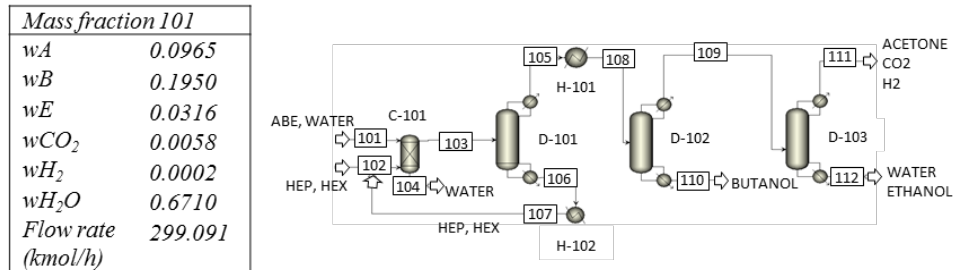 Mass fraction 101
wA 0.0965
wB 0.1950
wE 0.0316
wCO₂ 0.0058
wH₂ 0.0002
wH₂O 0.6710
Flow rate 299.091
(kmol/h)
ABE, WATER
101
HEP, HEX
102
C-101
103
104
WATER
105
H-101
108
D-101
106
107
HEP, HEX
H-102
109
D-102
110
BUTANOL
111
ACETONE
CO2
H2
D-103
112
WATER
ETHANOL